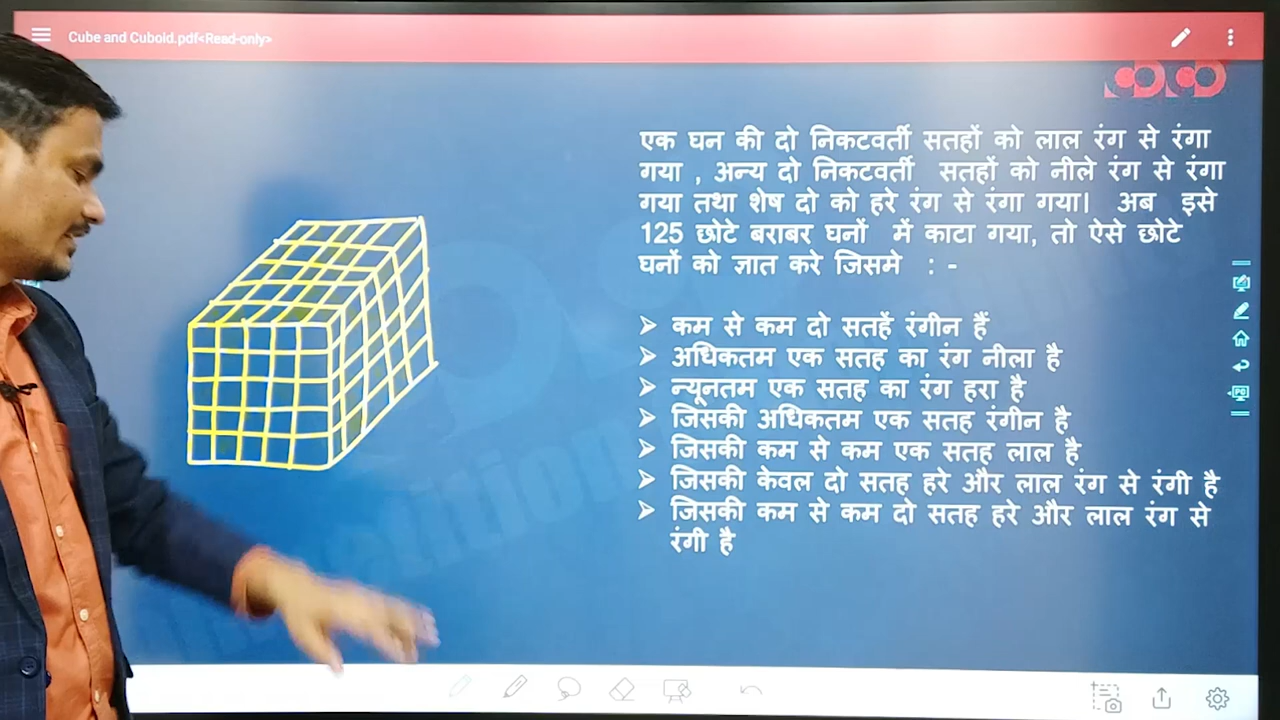 Cube and Cuboid.pdf<Read-only>
एक घन की दो निकटवर्ती सतहों को लाल रंग से रंगा
गया , अन्य दो निकटवर्ती सतहों को नीले रंग से रंगा
गया तथा शेष दो को हरे रंग से रंगा गया। अब इसे
125 छोटे बराबर घनों में काटा गया, तो ऐसे छोटे
घनों को ज्ञात करे जिसमे : -
➤ कम से कम दो सतहें रंगीन हैं
➤ अधिकतम एक सतह का रंग नीला है
➤ न्यूनतम एक सतह का रंग हरा है
➤ जिसकी अधिकतम एक सतह रंगीन है
➤ जिसकी कम से कम एक सतह लाल है
➤ जिसकी केवल दो सतह हरे और लाल रंग से रंगी है
➤ जिसकी कम से कम दो सतह हरे और लाल रंग से
रंगी है